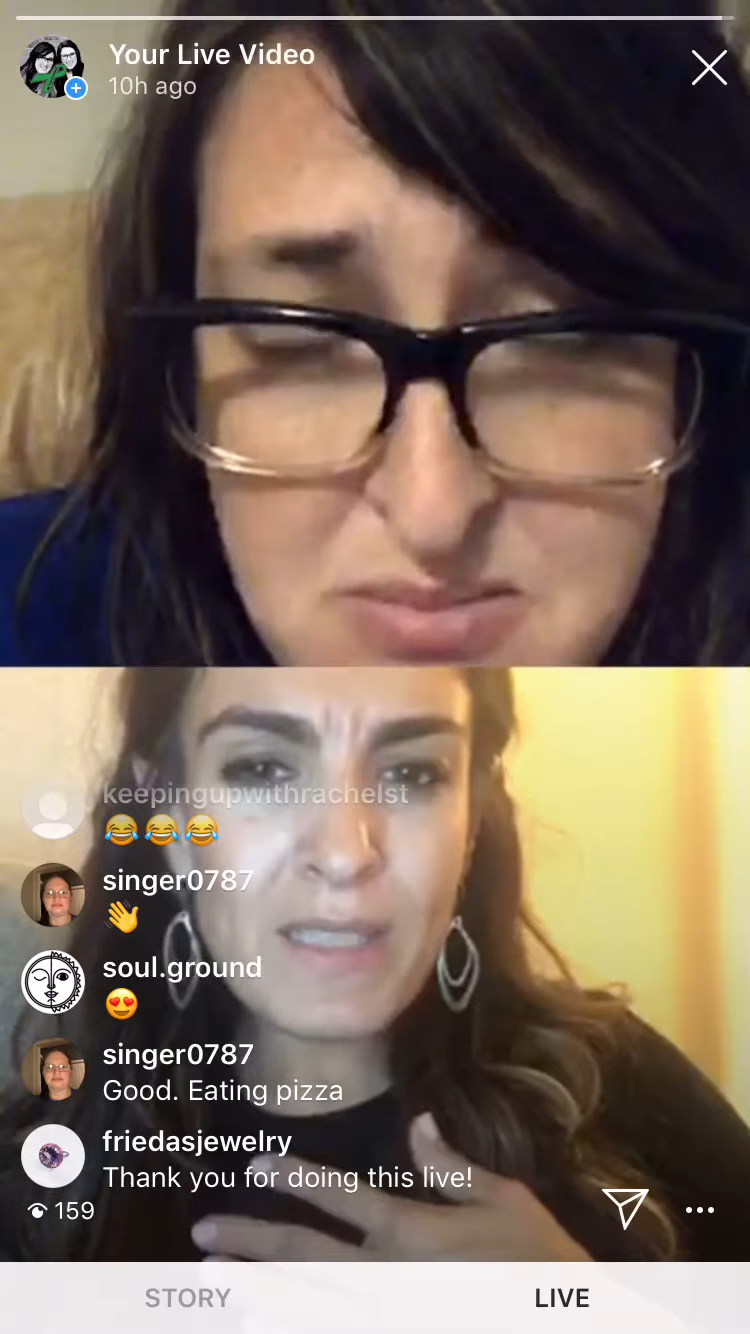 Your Live Video
10h ago
keepingupwithrachelst
😂😂😂
singer0787
👋
soul.ground
😍
singer0787
Good. Eating pizza
friedasjewelry
Thank you for doing this live!
159
STORY
LIVE